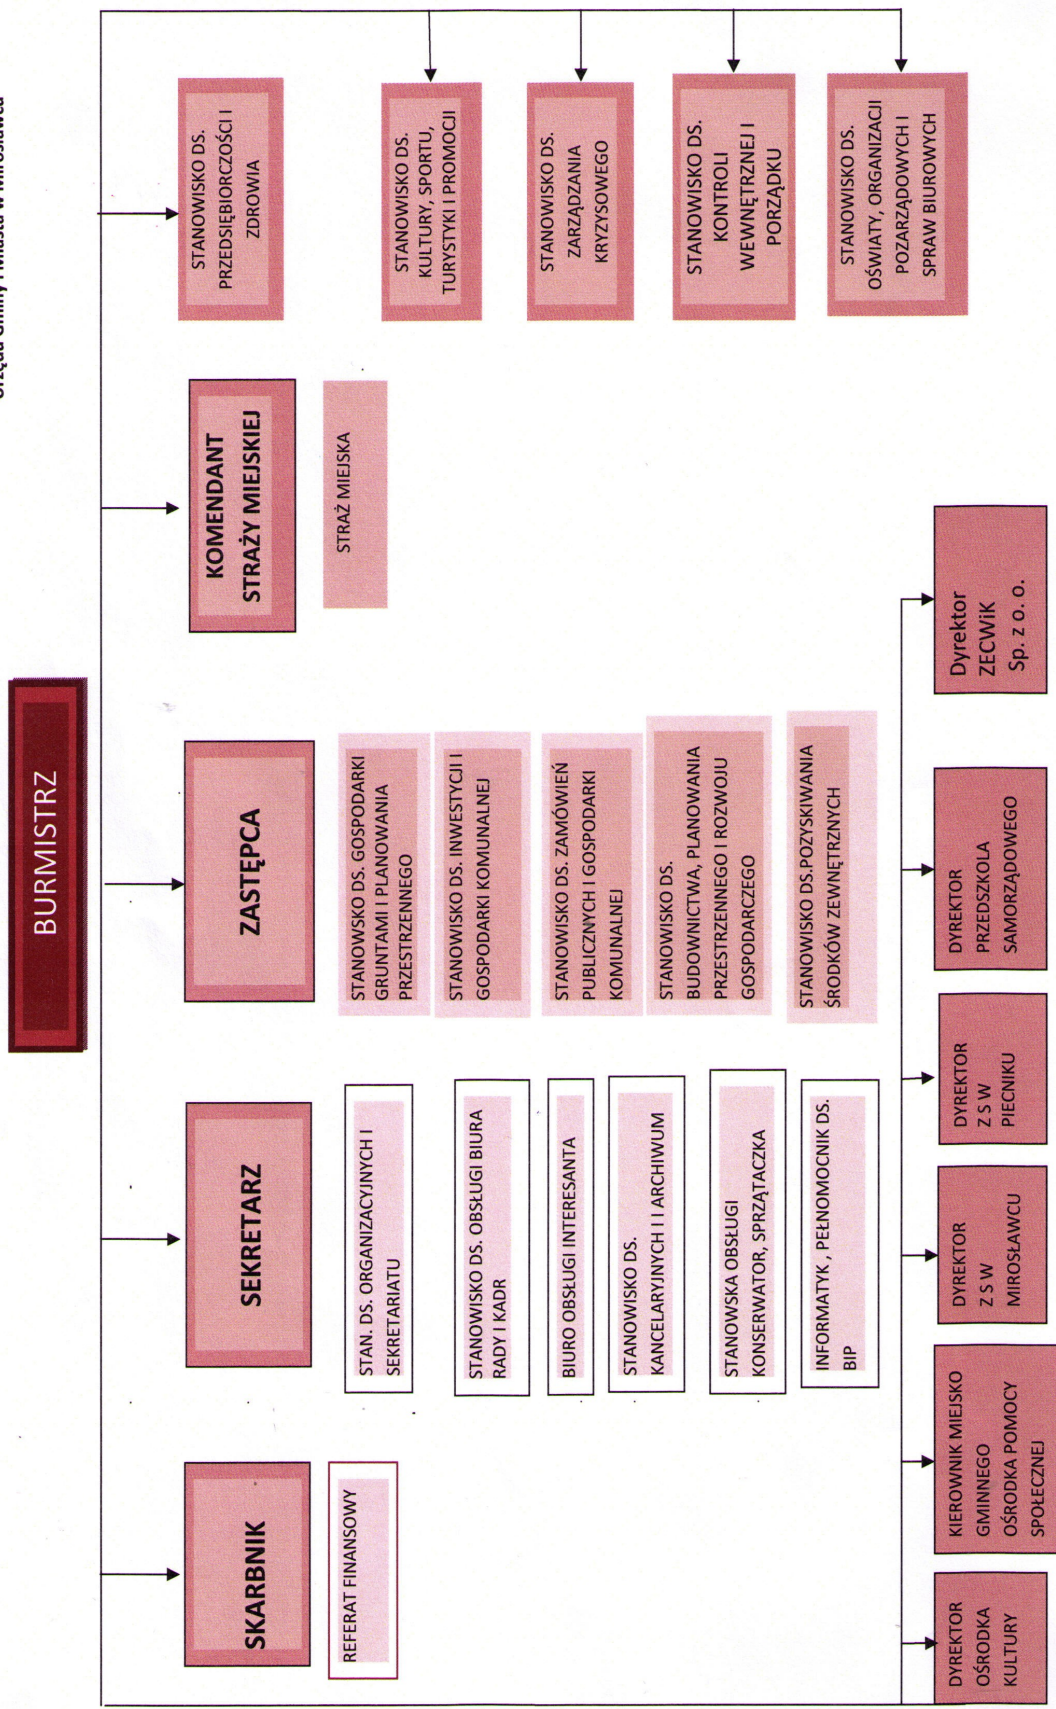 Urzędu Gminy i Miasta w Mirosławcu
BURMISTRZ
SKARBNIK
REFERAT FINANSOWY
SEKRETARZ
STAN. DS. ORGANIZACYJNYCH I
SEKRETARIATU
STANOWISKO DS. OBSŁUGI BIURA
RADY I KADR
BIURO OBSŁUGI INTERESANTA
STANOWISKO DS.
KANCELARYJNYCH I I ARCHIWUM
STANOWSKA OBSŁUGI
KONSERWATOR, SPRZĄTACZKA
INFORMATYK , PEŁNOMOCNIK DS.
BIP
ZASTĘPCA
STANOWSKO DS. GOSPODARKI
GRUNTAMI I PLANOWANIA
PRZESTRZENNEGO
STANOWISKO DS. INWESTYCJI I
GOSPODARKI KOMUNALNEJ
STANOWISKO DS. ZAMÓWIEŃ
PUBLICZNYCH I GOSPODARKI
KOMUNALNEJ
STANOWISKO DS.
BUDOWNICTWA, PLANOWANIA
PRZESTRZENNEGO I ROZWOJU
GOSPODARCZEGO
STANOWISKO DS.POZYSKIWANIA
ŚRODKÓW ZEWNĘTRZNYCH
KOMENDANT
STRAŻY MIEJSKIEJ
STRAŻ MIEJSKA
STANOWISKO DS.
PRZEDSIĘBIORCZOŚCI I
ZDROWIA
STANOWISKO DS.
KULTURY, SPORTU,
TURYSTYKI I PROMOCJI
STANOWISKO DS.
ZARZĄDZANIA
KRYZYSOWEGO
STANOWISKO DS.
KONTROLI
WEWNĘTRZNEJ I
PORZĄDKU
STANOWISKO DS.
OŚWIATY, ORGANIZACJI
POZARZĄDOWYCH I
SPRAW BIUROWYCH
DYREKTOR
OŚRODKA
KULTURY
KIEROWNIK MIEJSKO
GMINNEGO
OŚRODKA POMOCY
SPOŁECZNEJ
DYREKTOR
Z S W
MIROSŁAWCU
DYREKTOR
Z S W
PIECNIKU
DYREKTOR
PRZEDSZKOLA
SAMORZĄDOWEGO
Dyrektor
ZECWiK
Sp. z o. o.